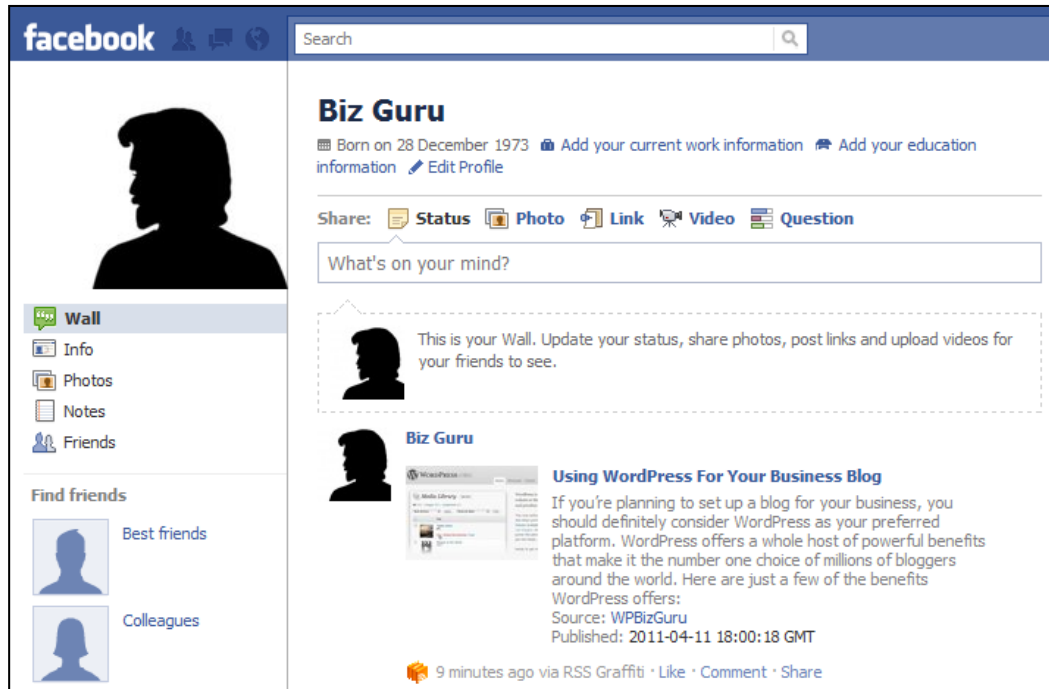 facebook
Search
Biz Guru
Born on 28 December 1973 Add your current work information Add your education
information Edit Profile
Share: Status Photo Link Video Question
What's on your mind?
Wall
Info
Photos
Notes
Friends
Find friends
Best friends
Colleagues
This is your Wall. Update your status, share photos, post links and upload videos for
your friends to see.
Biz Guru
WORDPRESS
Media Library
Using WordPress For Your Business Blog
If you're planning to set up a blog for your business, you
should definitely consider WordPress as your preferred
platform. WordPress offers a whole host of powerful benefits
that make it the number one choice of millions of bloggers
around the world. Here are just a few of the benefits
WordPress offers:
Source: WPBizGuru
Published: 2011-04-11 18:00:18 GMT
9 minutes ago via RSS Graffiti · Like · Comment · Share